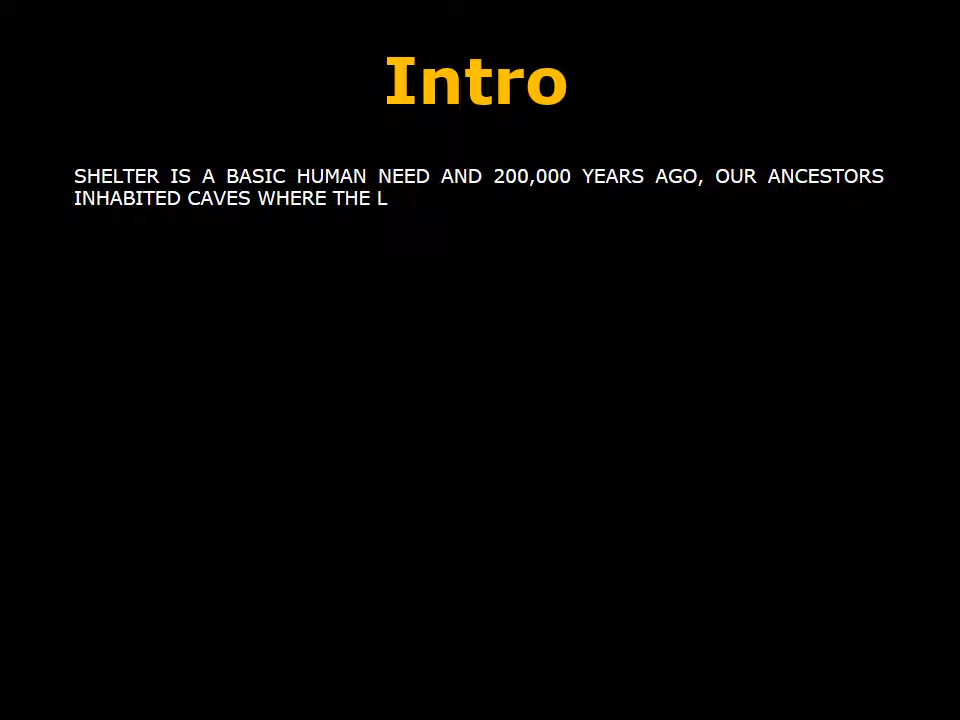 Intro
SHELTER IS A BASIC HUMAN NEED AND 200,000 YEARS AGO, OUR ANCESTORS
INHABITED CAVES WHERE THE L